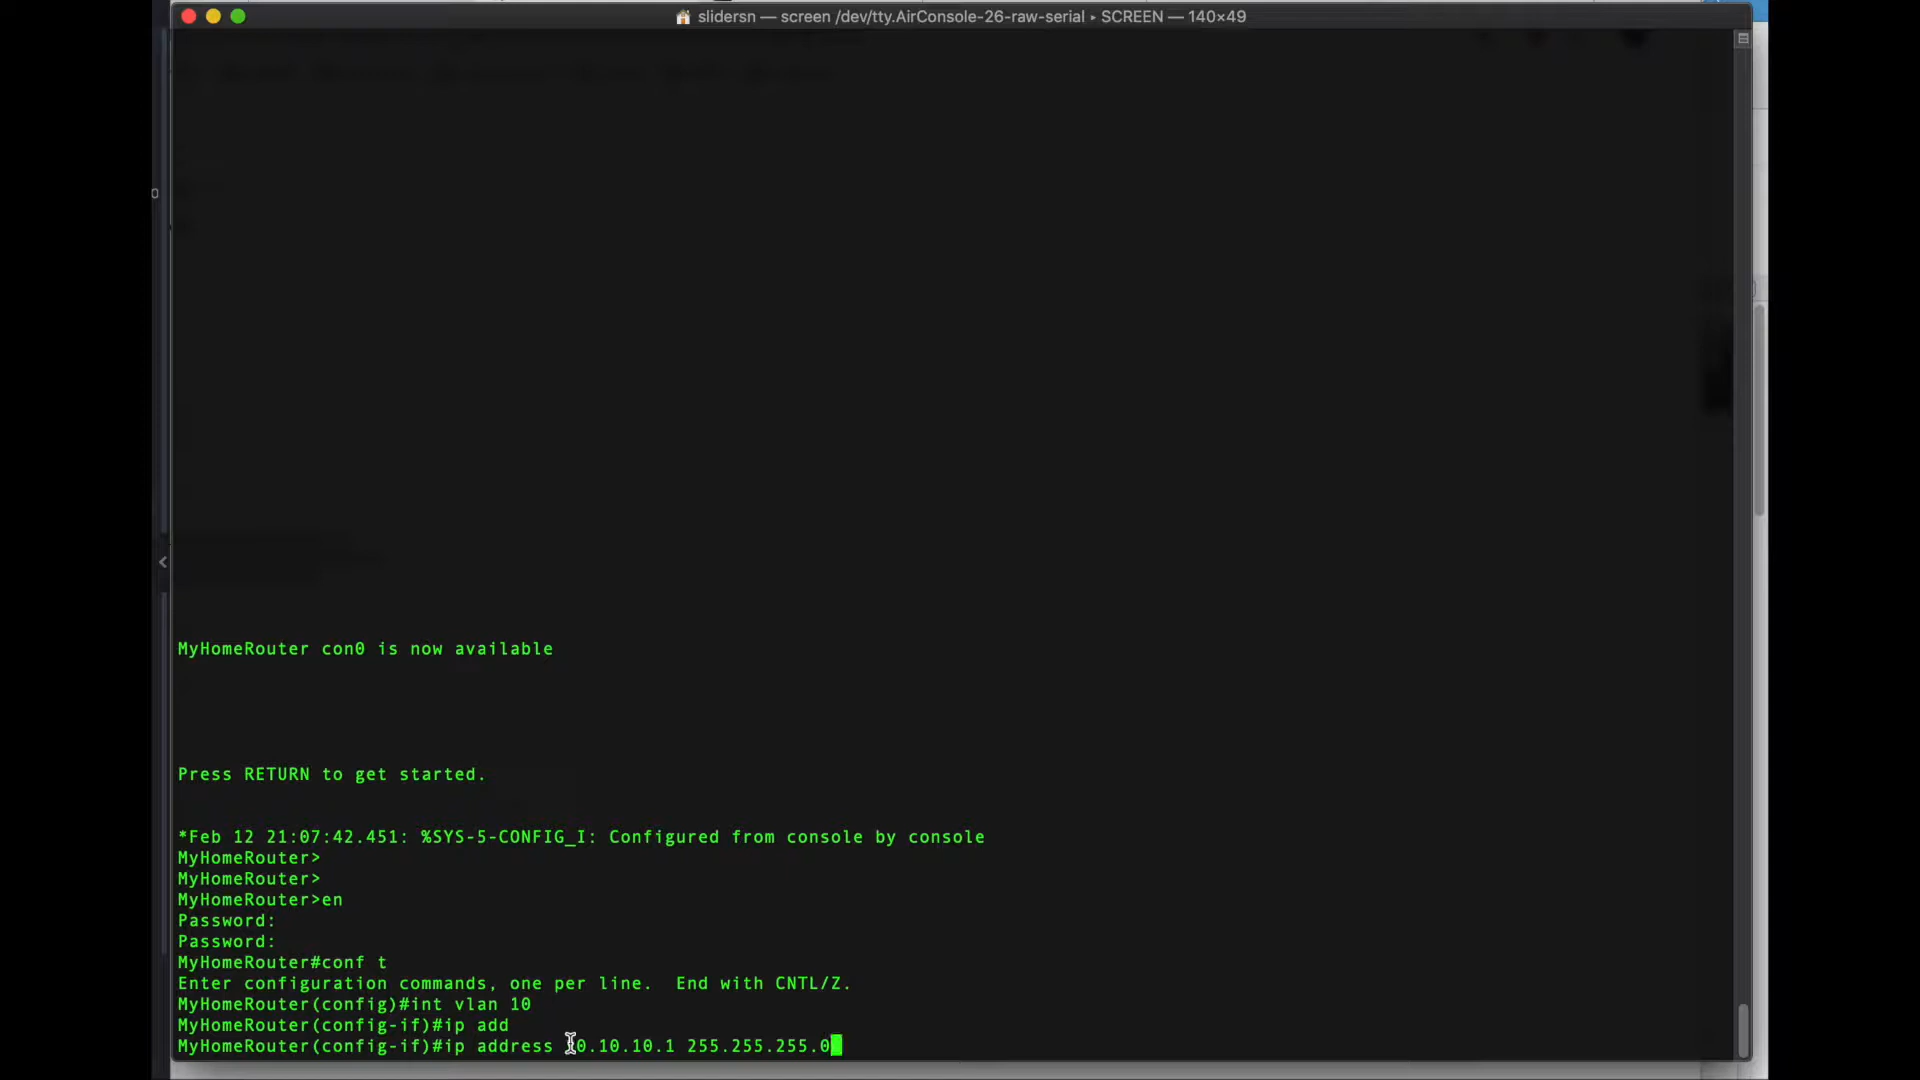 slidersn — screen /dev/tty.AirConsole-26-raw-serial ▸ SCREEN — 140×49
MyHomeRouter con0 is now available
Press RETURN to get started.
*Feb 12 21:07:42.451: %SYS-5-CONFIG_I: Configured from console by console
MyHomeRouter>
MyHomeRouter>
MyHomeRouter>en
Password:
Password:
MyHomeRouter#conf t
Enter configuration commands, one per line.  End with CNTL/Z.
MyHomeRouter(config)#int vlan 10
MyHomeRouter(config-if)#ip add
MyHomeRouter(config-if)#ip address 10.10.10.1 255.255.255.0